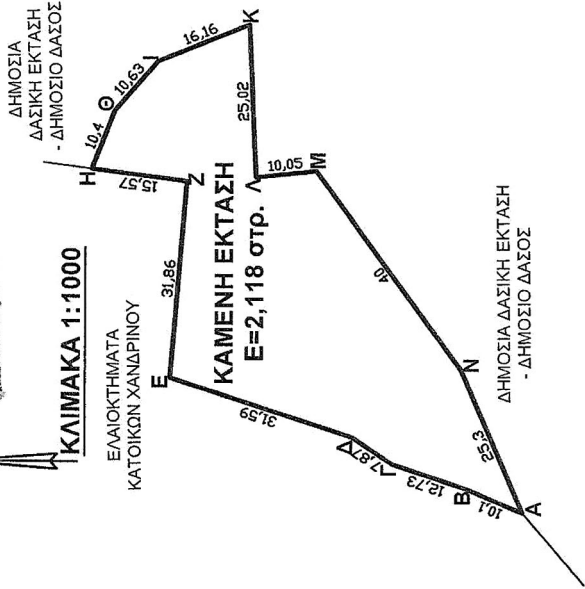 ΔΗΜΟΣΙΑ
ΔΑΣΙΚΗ ΕΚΤΑΣΗ
- ΔΗΜΟΣΙΟ ΔΑΣΟΣ
ΚΛΙΜΑΚΑ 1:1000
ΕΛΑΙΟΚΤΗΜΑΤΑ
ΚΑΤΟΙΚΩΝ ΧΑΝΔΡΙΝΟΥ
Η
10,4
Θ
10,63
Ι
16,16
Κ
15,57
Ζ
31,86
Ε
25,02
Λ
10,05
Μ
ΚΑΜΕΝΗ ΕΚΤΑΣΗ
Ε=2,118 στρ.
31,59
40
Δ
7,87
Γ
12,73
Β
10,1
Α
25,3
Ν
ΔΗΜΟΣΙΑ ΔΑΣΙΚΗ ΕΚΤΑΣΗ
- ΔΗΜΟΣΙΟ ΔΑΣΟΣ